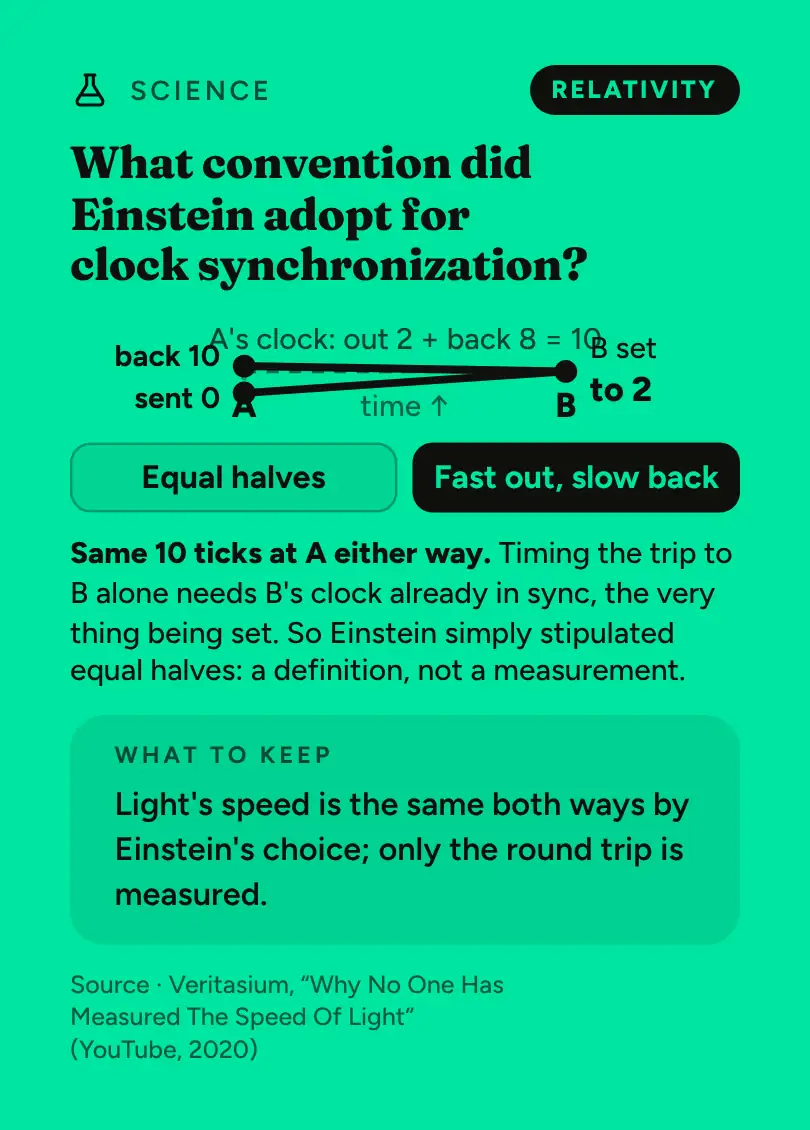 SCIENCE
RELATIVITY
What convention did
Einstein adopt for
clock synchronization?
A's clock: out 2 + back 8 = 10
back 10
B set
sent 0
to 2
A
time ↑
B
Equal halves
Fast out, slow back
Same 10 ticks at A either way. Timing the trip to
B alone needs B's clock already in sync, the very
thing being set. So Einstein simply stipulated
equal halves: a definition, not a measurement.
WHAT TO KEEP
Light's speed is the same both ways by
Einstein's choice; only the round trip is
measured.
Source · Veritasium, “Why No One Has
Measured The Speed Of Light”
(YouTube, 2020)